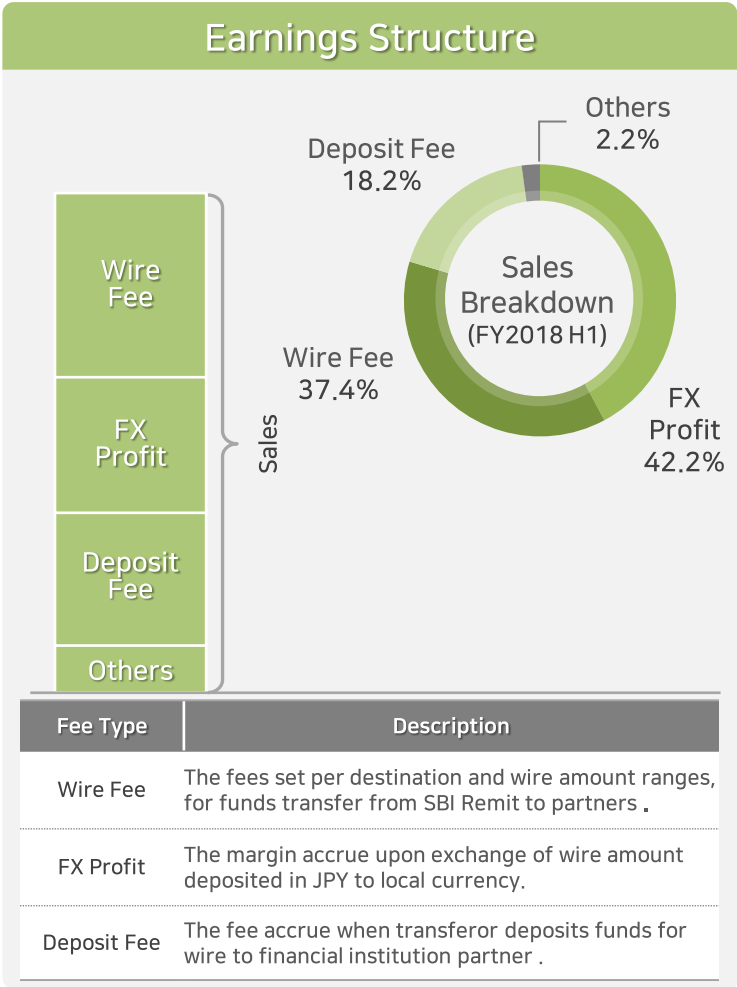 Earnings Structure
Others
2.2%
Deposit Fee
18.2%
Wire
Fee
Sales
Breakdown
(FY2018 H1)
Wire Fee
37.4%
FX
Profit
42.2%
FX
Profit
Sales
Deposit
Fee
Others
Fee Type Description
Wire Fee
The fees set per destination and wire amount ranges,
for funds transfer from SBI Remit to partners .
FX Profit
The margin accrue upon exchange of wire amount
deposited in JPY to local currency.
Deposit Fee
The fee accrue when transferor deposits funds for
wire to financial institution partner .